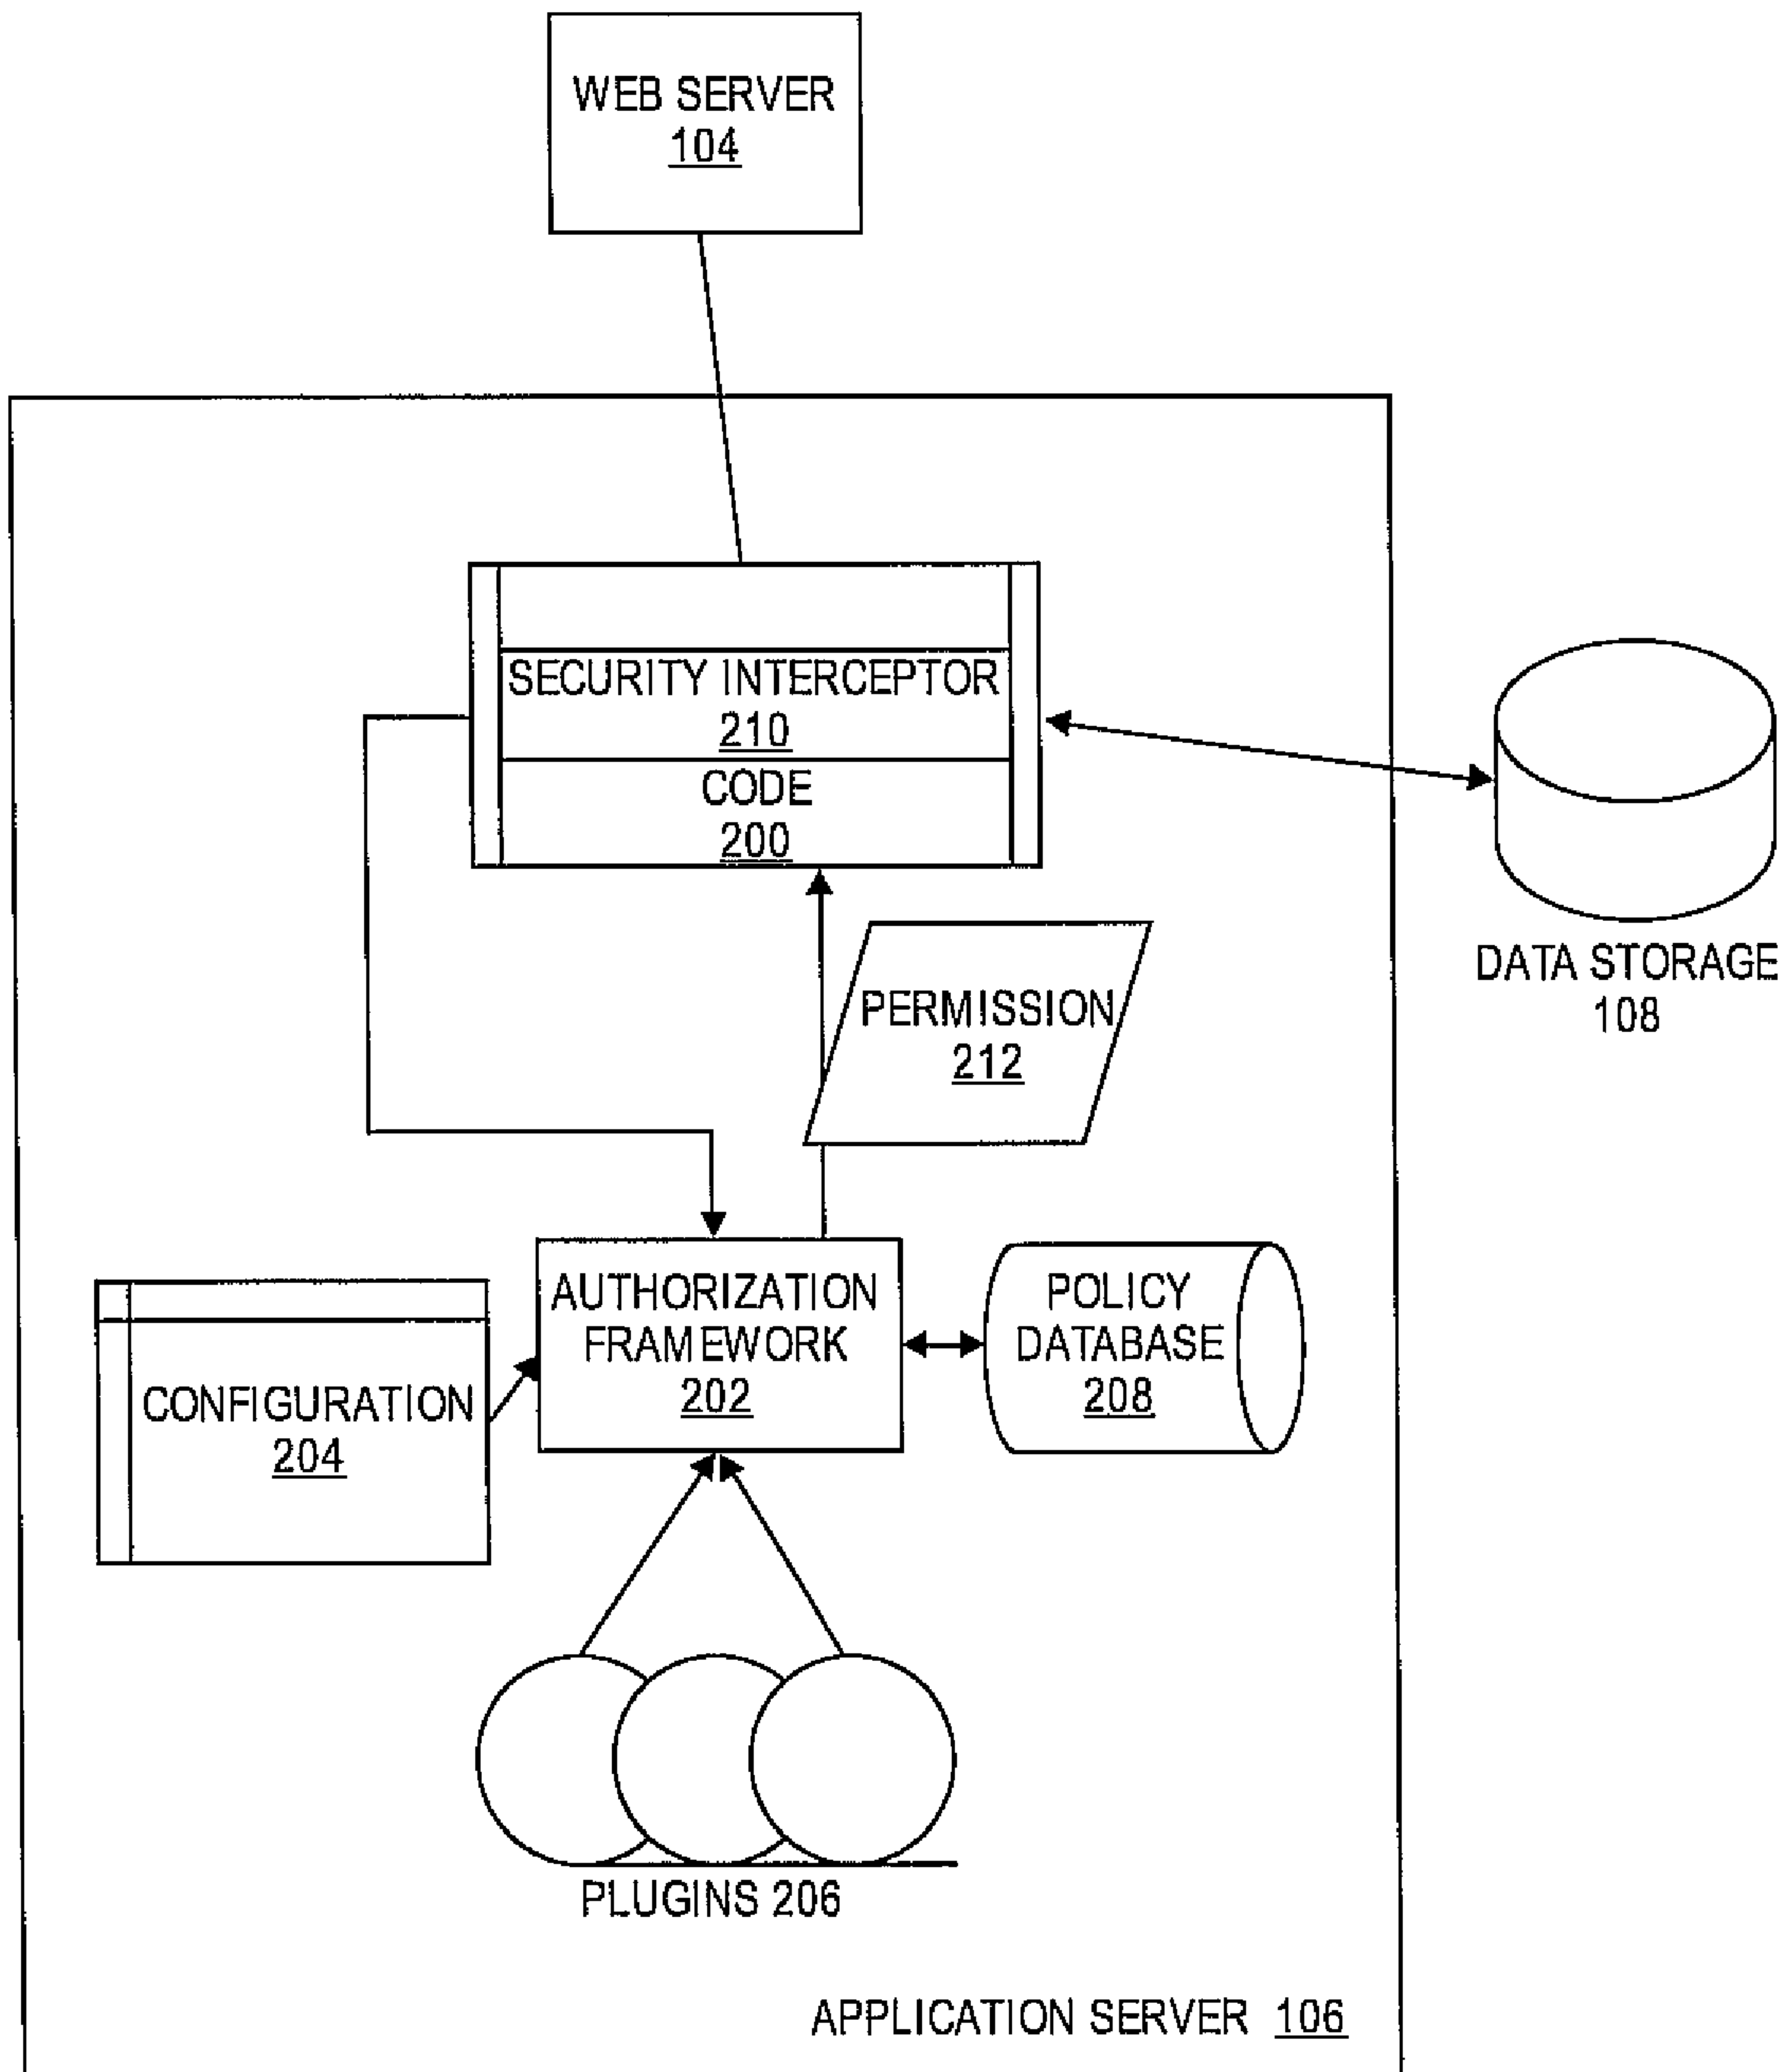 WEB SERVER
104
SECURITY INTERCEPTOR
210
CODE
200
DATA STORAGE
108
PERMISSION
212
AUTHORIZATION
FRAMEWORK
202
POLICY
DATABASE
208
CONFIGURATION
204
PLUGINS 206
APPLICATION SERVER 106